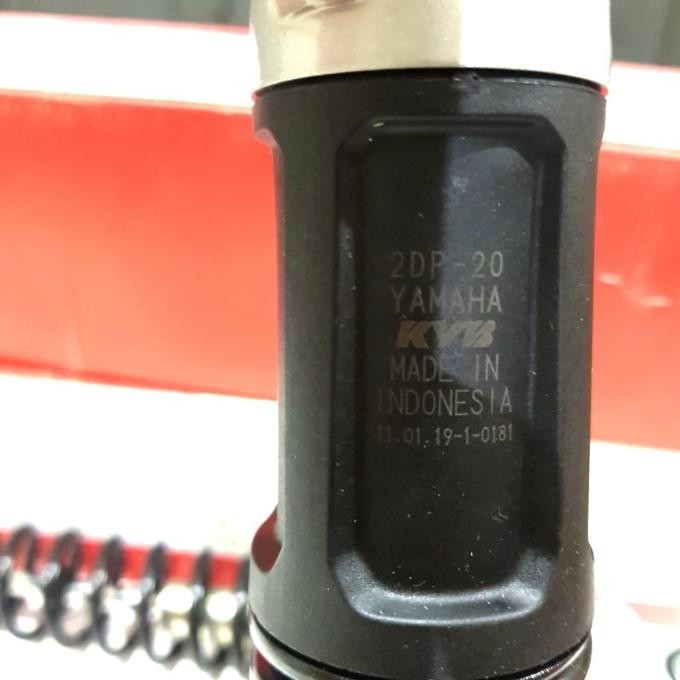 2DP-20
YAMAHA
KYB
MADE IN
INDONESIA
11.01.19-1-0181